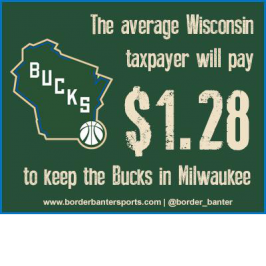 The average Wisconsin
taxpayer will pay
BUCKS
$1.28
to keep the Bucks in Milwaukee
www.borderbantersports.com | @border_banter